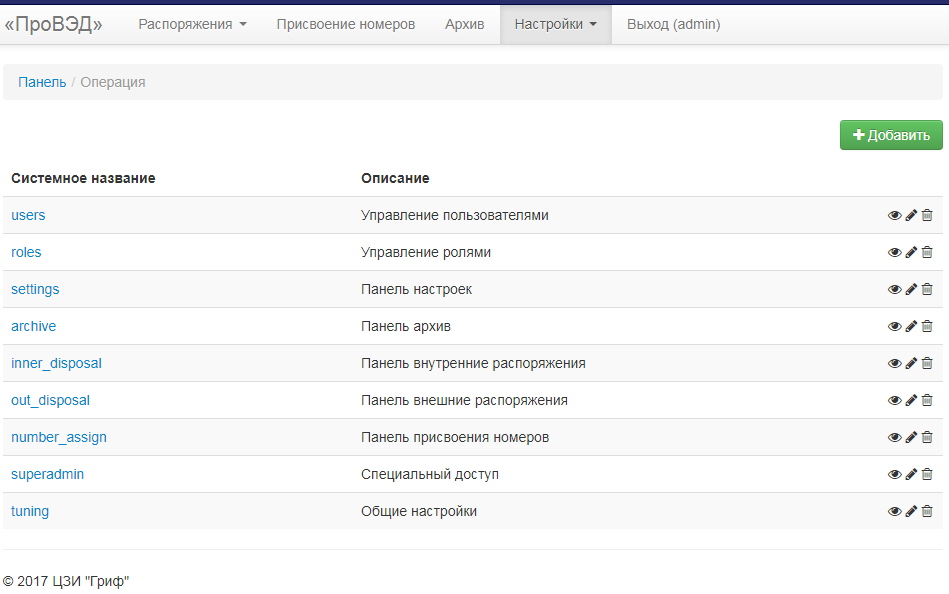 «ПроВЭД» Распоряжения Присвоение номеров Архив Настройки Выход (admin)
Панель / Операция
Добавить
Системное название Описание
users Управление пользователями
roles Управление ролями
settings Панель настроек
archive Панель архив
inner_disposal Панель внутренние распоряжения
out_disposal Панель внешние распоряжения
number_assign Панель присвоения номеров
superadmin Специальный доступ
tuning Общие настройки
© 2017 ЦЗИ "Гриф"